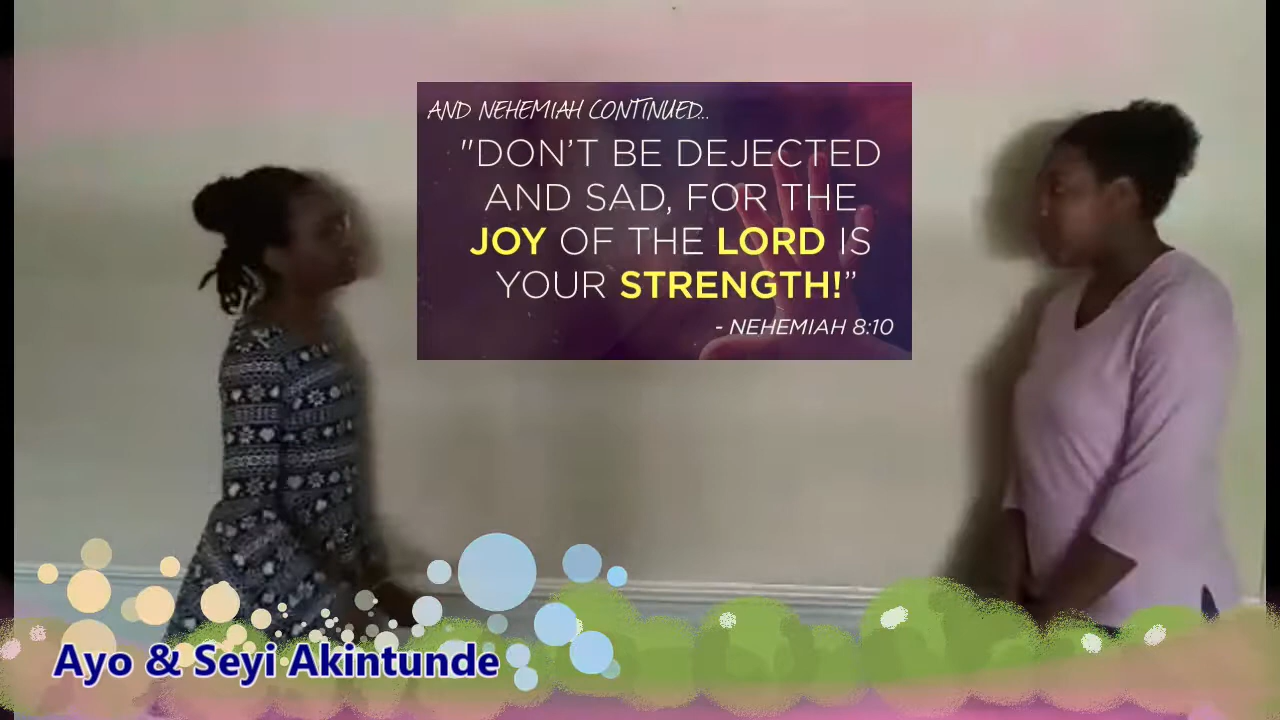 AND NEHEMIAH CONTINUED..
"DON'T BE DEJECTED
AND SAD, FOR THE
JOY OF THE LORD IS
YOUR STRENGTH!"
- NEHEMIAH 8:10
Ayo & Seyi Akintunde